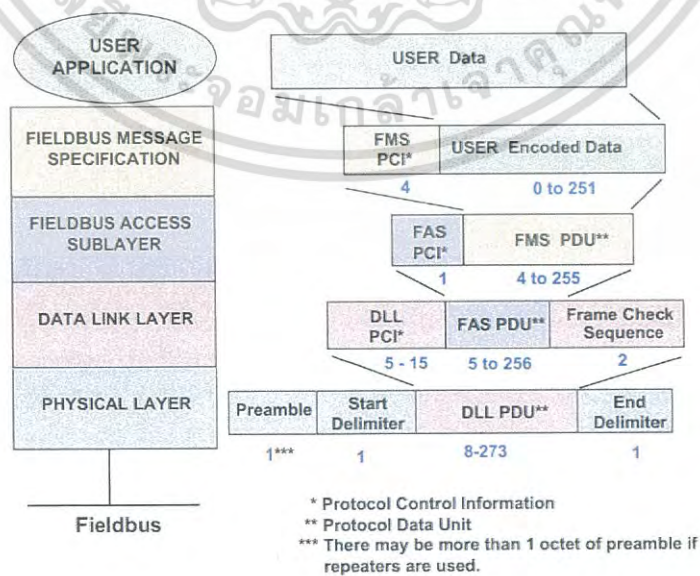 USER
APPLICATION
USER Data
FIELDBUS MESSAGE
SPECIFICATION
FMS
PCI*
USER Encoded Data
4
0 to 251
FIELDBUS ACCESS
SUBLAYER
FAS
PCI*
FMS PDU**
1
4 to 255
DATA LINK LAYER
DLL
PCI*
FAS PDU**
Frame Check
Sequence
5 - 15
5 to 256
2
PHYSICAL LAYER
Preamble
Start
Delimiter
DLL PDU**
End
Delimiter
1***
1
8-273
1
Fieldbus
* Protocol Control Information
** Protocol Data Unit
*** There may be more than 1 octet of preamble if
repeaters are used.